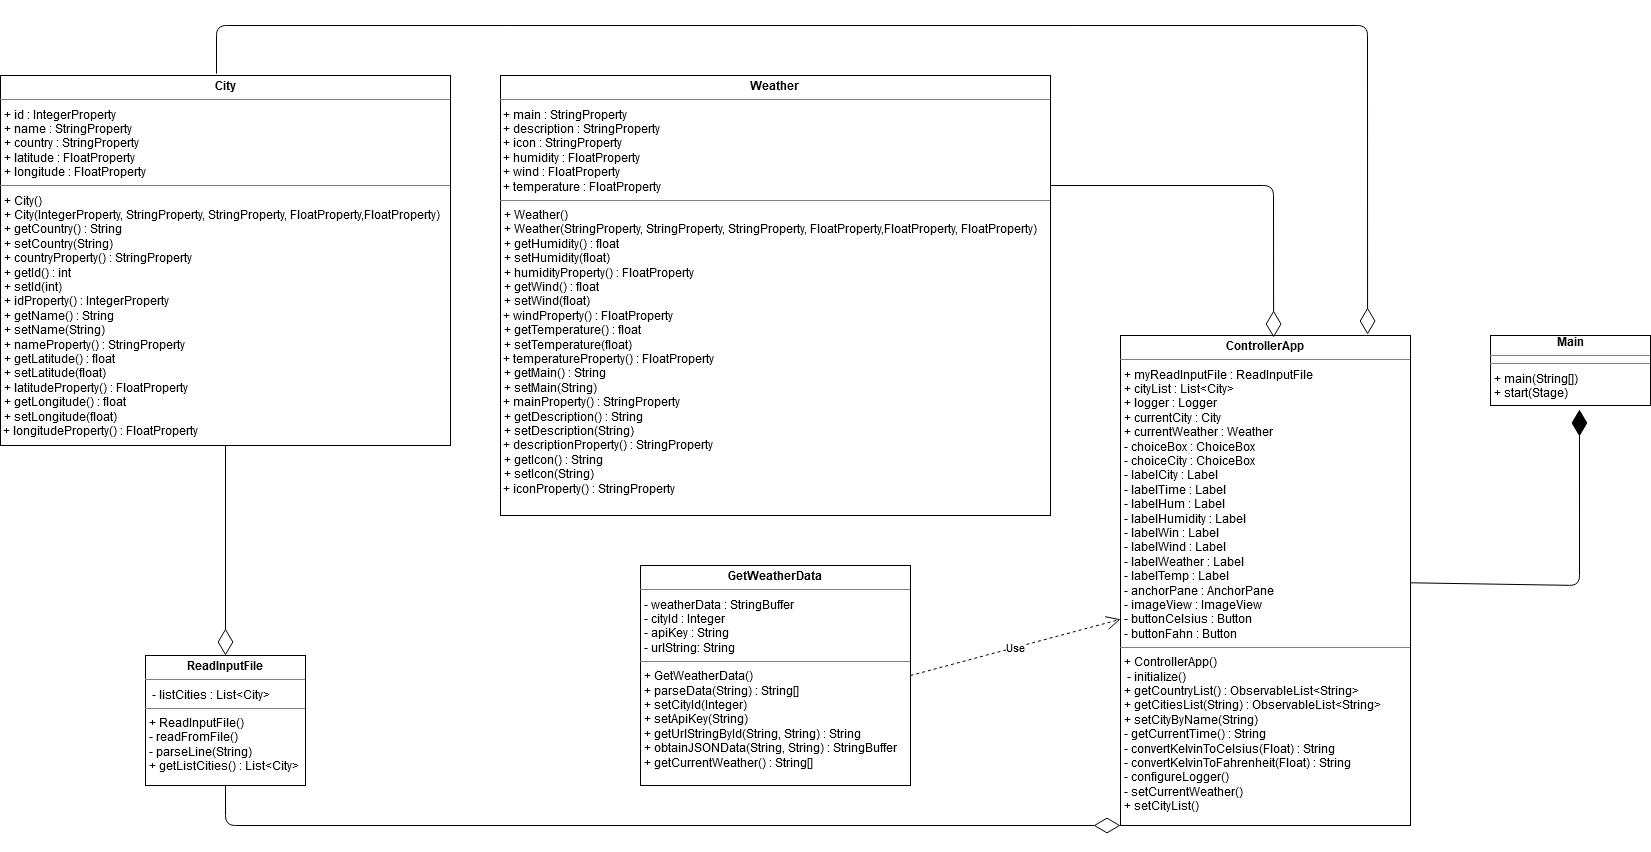 City
+ id : IntegerProperty
+ name : StringProperty
+ country : StringProperty
+ latitude : FloatProperty
+ longitude : FloatProperty
+ City()
+ City(IntegerProperty, StringProperty, StringProperty, FloatProperty,FloatProperty)
+ getCountry() : String
+ setCountry(String)
+ countryProperty() : StringProperty
+ getId() : int
+ setId(int)
+ idProperty() : IntegerProperty
+ getName() : String
+ setName(String)
+ nameProperty() : StringProperty
+ getLatitude() : float
+ setLatitude(float)
+ latitudeProperty() : FloatProperty
+ getLongitude() : float
+ setLongitude(float)
+ longitudeProperty() : FloatProperty
Weather
+ main : StringProperty
+ description : StringProperty
+ icon : StringProperty
+ humidity : FloatProperty
+ wind : FloatProperty
+ temperature : FloatProperty
+ Weather()
+ Weather(StringProperty, StringProperty, StringProperty, FloatProperty,FloatProperty, FloatProperty)
+ getHumidity() : float
+ setHumidity(float)
+ humidityProperty() : FloatProperty
+ getWind() : float
+ setWind(float)
+ windProperty() : FloatProperty
+ getTemperature() : float
+ setTemperature(float)
+ temperatureProperty() : FloatProperty
+ getMain() : String
+ setMain(String)
+ mainProperty() : StringProperty
+ getDescription() : String
+ setDescription(String)
+ descriptionProperty() : StringProperty
+ getIcon() : String
+ setIcon(String)
+ iconProperty() : StringProperty
ControllerApp
+ myReadInputFile : ReadInputFile
+ cityList : List<City>
+ logger : Logger
+ currentCity : City
+ currentWeather : Weather
- choiceBox : ChoiceBox
- choiceCity : ChoiceBox
- labelCity : Label
- labelTime : Label
- labelHum : Label
- labelHumidity : Label
- labelWin : Label
- labelWind : Label
- labelWeather : Label
- labelTemp : Label
- anchorPane : AnchorPane
- imageView : ImageView
- buttonCelsius : Button
- buttonFahn : Button
+ ControllerApp()
- initialize()
+ getCountryList() : ObservableList<String>
+ getCitiesList(String) : ObservableList<String>
+ setCityByName(String)
- getCurrentTime() : String
- convertKelvinToCelsius(Float) : String
- convertKelvinToFahrenheit(Float) : String
- configureLogger()
- setCurrentWeather()
+ setCityList()
Main
+ main(String[])
+ start(Stage)
GetWeatherData
- weatherData : StringBuffer
- cityId : Integer
- apiKey : String
- urlString: String
+ GetWeatherData()
+ parseData(String) : String[]
+ setCityId(Integer)
+ setApiKey(String)
+ getUrlStringById(String, String) : String
+ obtainJSONData(String, String) : StringBuffer
+ getCurrentWeather() : String[]
Use
ReadInputFile
- listCities : List<City>
+ ReadInputFile()
- readFromFile()
- parseLine(String)
+ getListCities() : List<City>